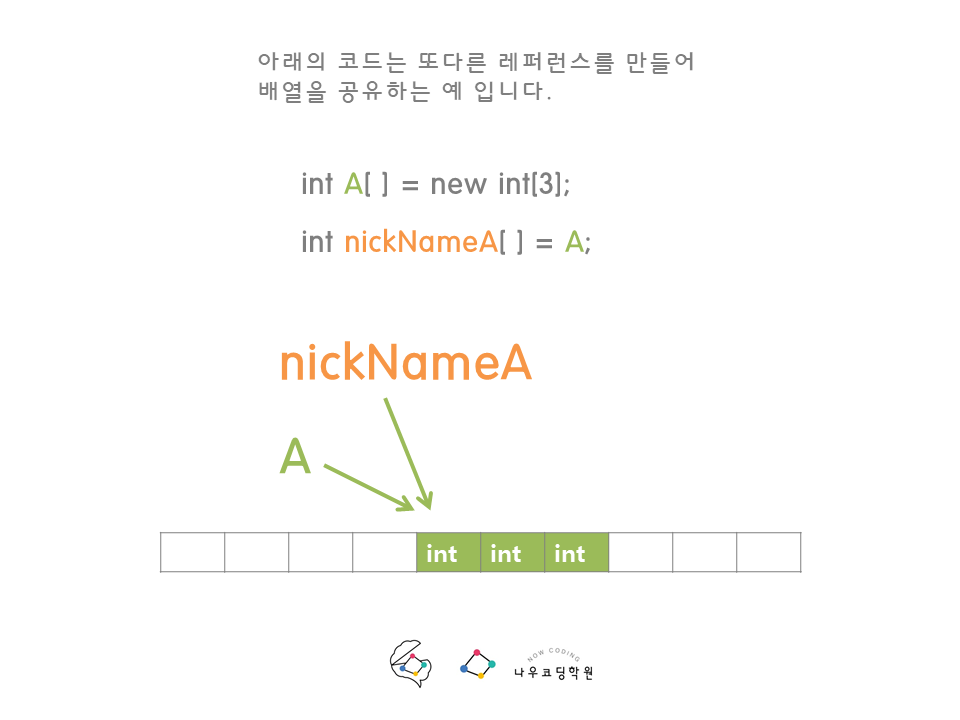 아래의 코드는 또다른 레퍼런스를 만들어
배열을 공유하는 예 입니다.
int A[ ] = new int[3];
int nickNameA[ ] = A;
nickNameA
A
int int int
NOW CODING
나우코딩학원